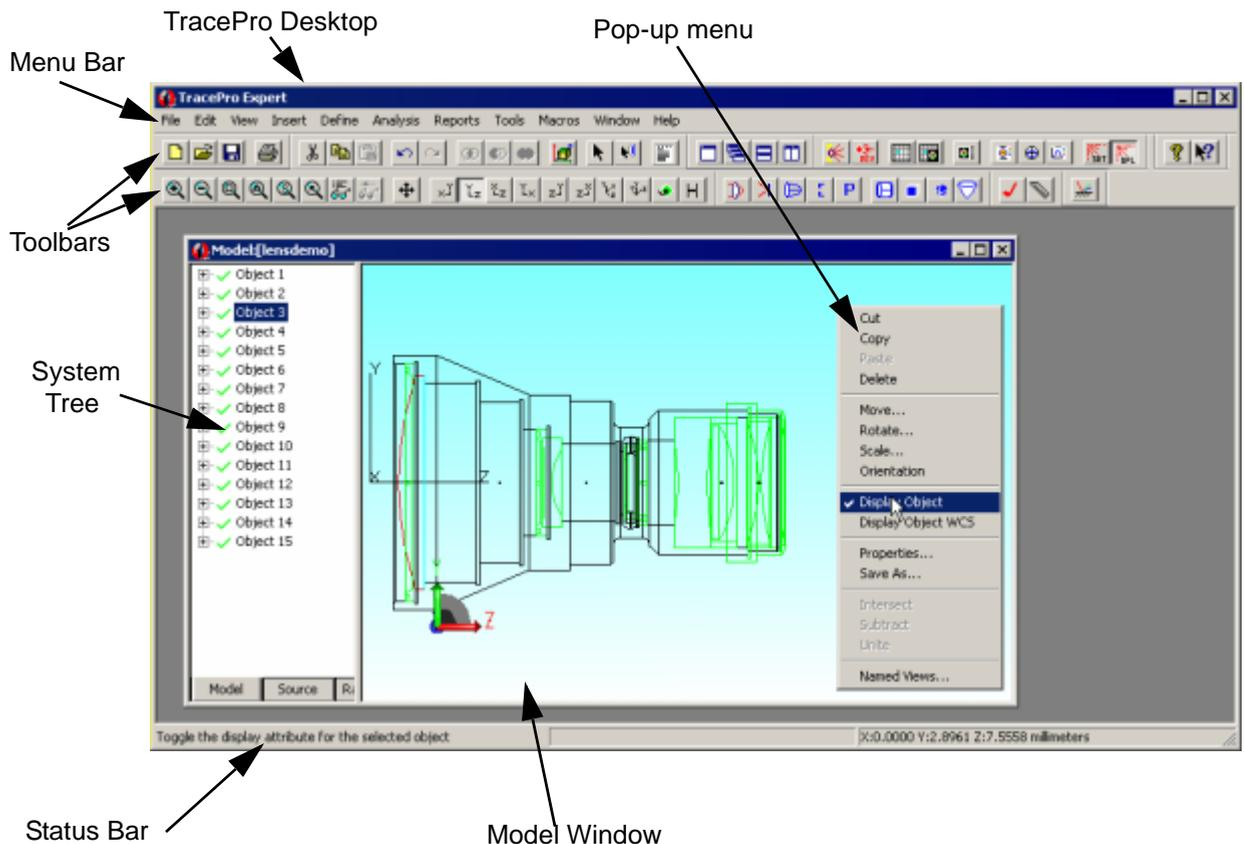 TracePro Desktop
Pop-up menu
Menu Bar
TracePro Expert
File Edit View Insert Define Analysis Reports Tools Macros Window Help
Toolbars
Model:[lensdemo]
Object 1
Object 2
Object 3
Object 4
Object 5
Object 6
Object 7
Object 8
Object 9
Object 10
Object 11
Object 12
Object 13
Object 14
Object 15
System
Tree
Y
X
Z
Z
Cut
Copy
Paste
Delete
Move...
Rotate...
Scale...
Orientation
Display Object
Display Object WCS
Properties...
Save As...
Intersect
Subtract
Unite
Named Views...
Model Source
Toggle the display attribute for the selected object
X:0.0000 Y:2.8961 Z:7.5558 millimeters
Status Bar
Model Window